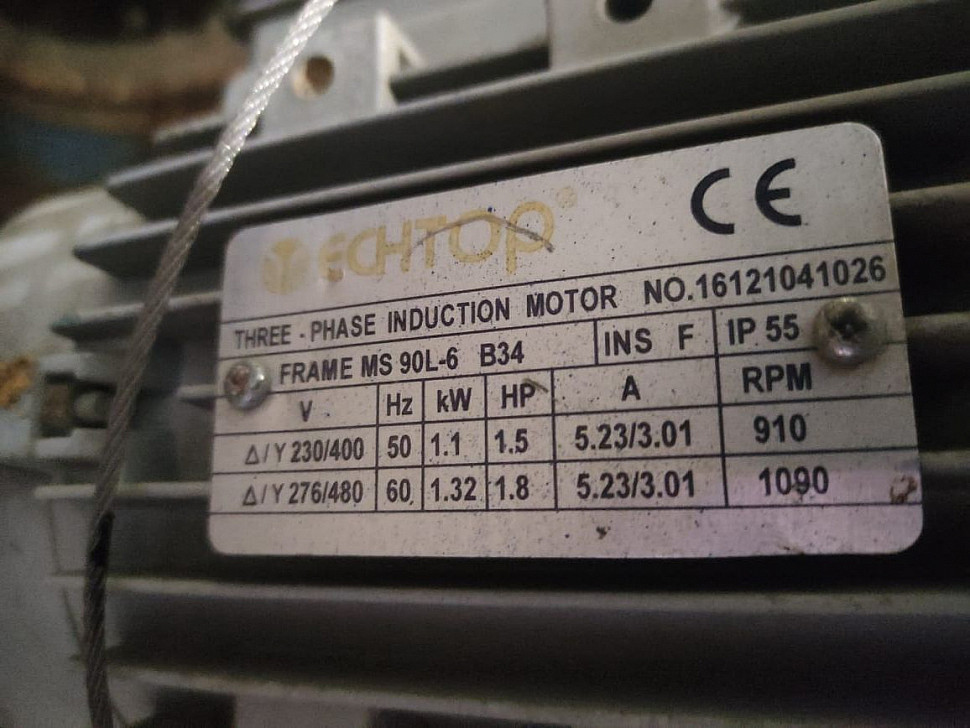 TECHTOP® CE
THREE - PHASE INDUCTION MOTOR NO.16121041026
FRAME MS 90L-6 B34 INS F IP 55
V Hz kW HP A RPM
Δ/Y 230/400 50 1.1 1.5 5.23/3.01 910
Δ/Y 276/480 60 1.32 1.8 5.23/3.01 1090